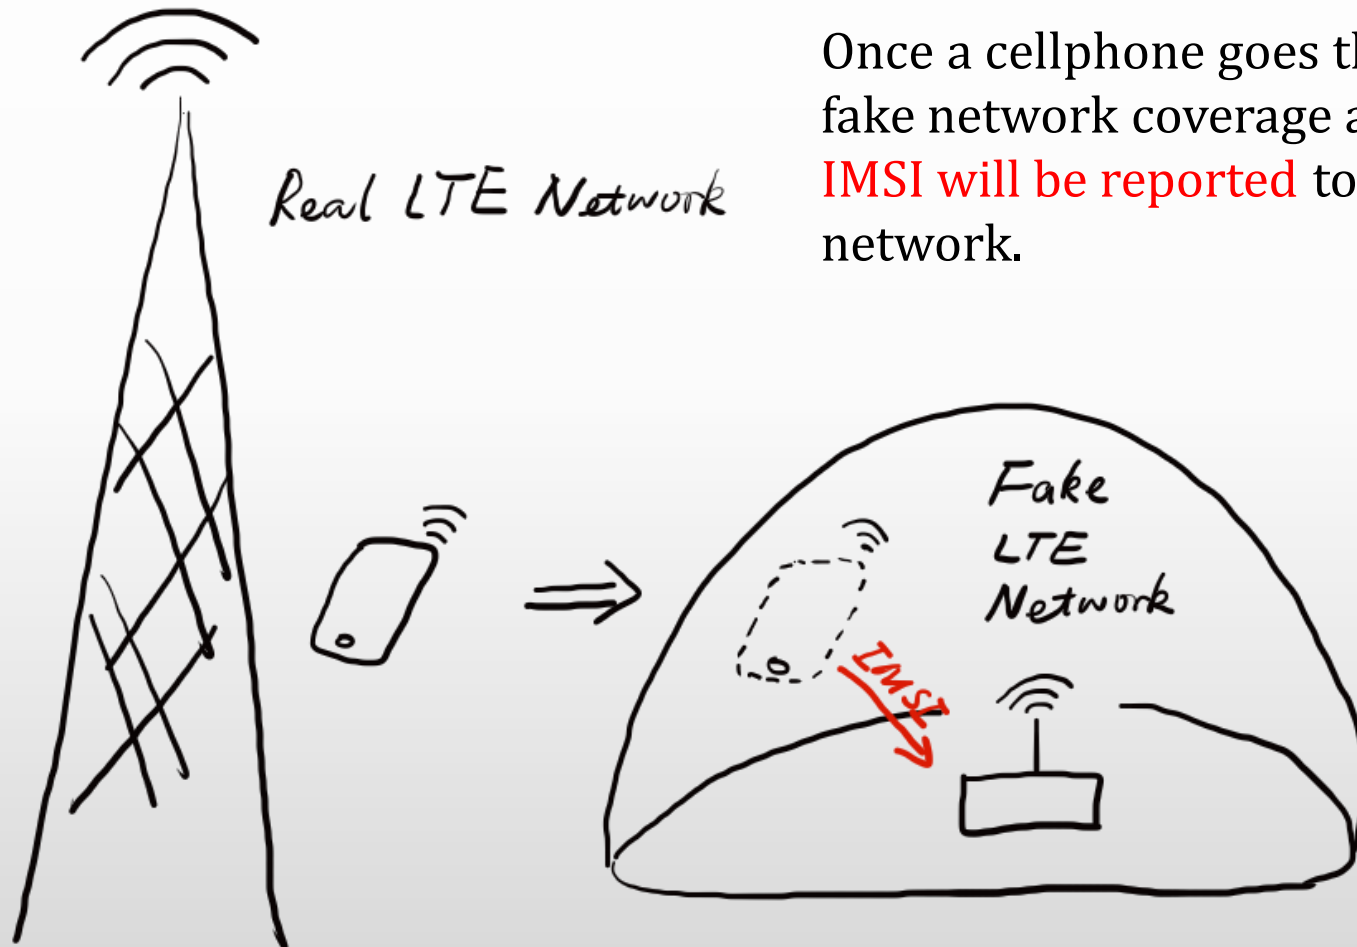 Once a cellphone goes th
fake network coverage a
IMSI will be reported to
network.
Real LTE Network
Fake
LTE
Network
IMSI